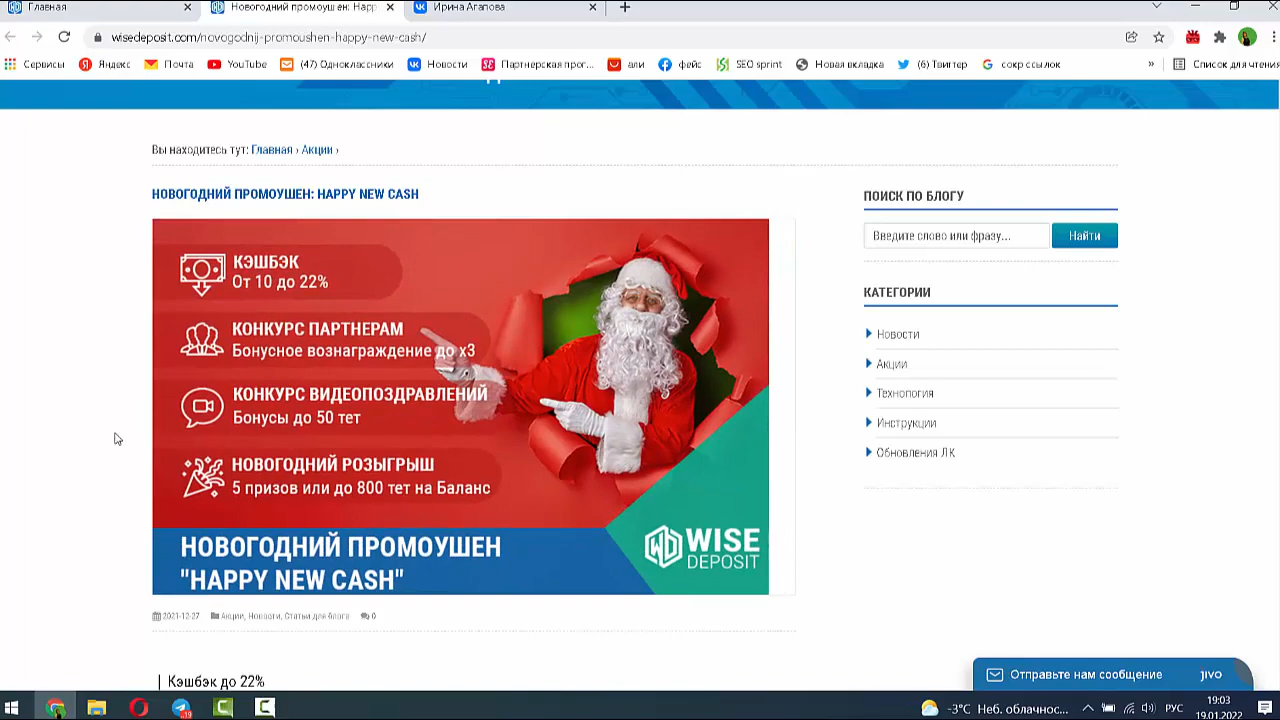 Главная
Новогодний промоушен: Happ
Ирина Агапова
wisedeposit.com/novogodnij-promoushen-happy-new-cash/
Сервисы
Яндекс
Почта
YouTube
(47) Одноклассники
Новости
Партнерская прог...
али
фейс
SEO sprint
Новая вкладка
(6) Твиттер
сокр ссылок
»
Список для чтения
Вы находитесь тут: Главная › Акции ›
НОВОГОДНИЙ ПРОМОУШЕН: HAPPY NEW CASH
КЭШБЭК
От 10 до 22%
КОНКУРС ПАРТНЕРАМ
Бонусное вознаграждение до х3
КОНКУРС ВИДЕОПОЗДРАВЛЕНИЙ
Бонусы до 50 тет
НОВОГОДНИЙ РОЗЫГРЫШ
5 призов или до 800 тет на Баланс
НОВОГОДНИЙ ПРОМОУШЕН
"HAPPY NEW CASH"
WISE
DEPOSIT
2021-12-27 Акции, Новости, Статьи для блога 0
Кэшбэк до 22%
ПОИСК ПО БЛОГУ
Введите слово или фразу...
Найти
КАТЕГОРИИ
Новости
Акции
Технология
Инструкции
Обновления ЛК
Отправьте нам сообщение
jivo
-3°C Неб. облачнос...
РУС
19:03
19.01.2022